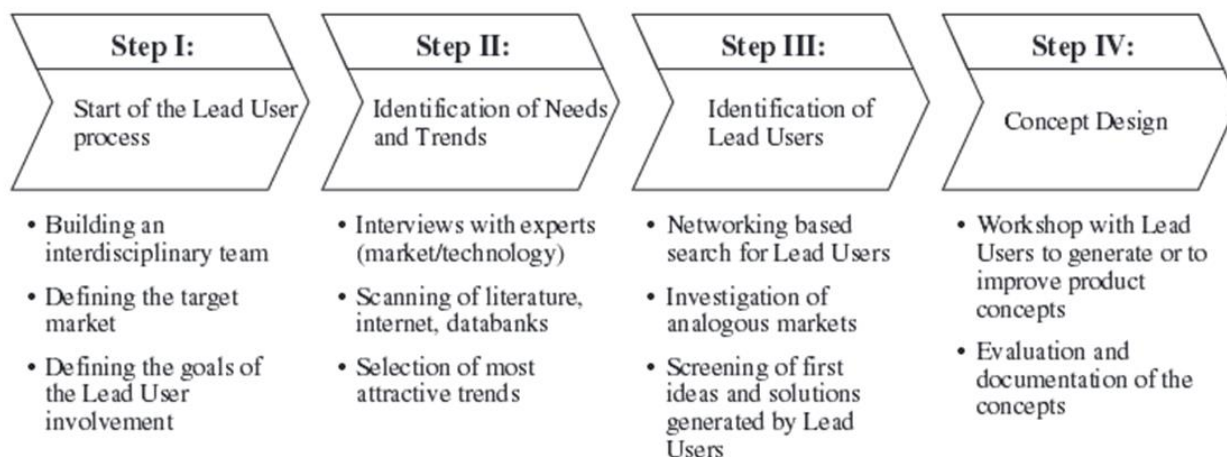 Step I:
Start of the Lead User
process
• Building an
interdisciplinary team
• Defining the target
market
• Defining the goals of
the Lead User
involvement
Step II:
Identification of Needs
and Trends
• Interviews with experts
(market/technology)
• Scanning of literature,
internet, databanks
• Selection of most
attractive trends
Step III:
Identification of
Lead Users
• Networking based
search for Lead Users
• Investigation of
analogous markets
• Screening of first
ideas and solutions
generated by Lead
Users
Step IV:
Concept Design
• Workshop with Lead
Users to generate or to
improve product
concepts
• Evaluation and
documentation of the
concepts